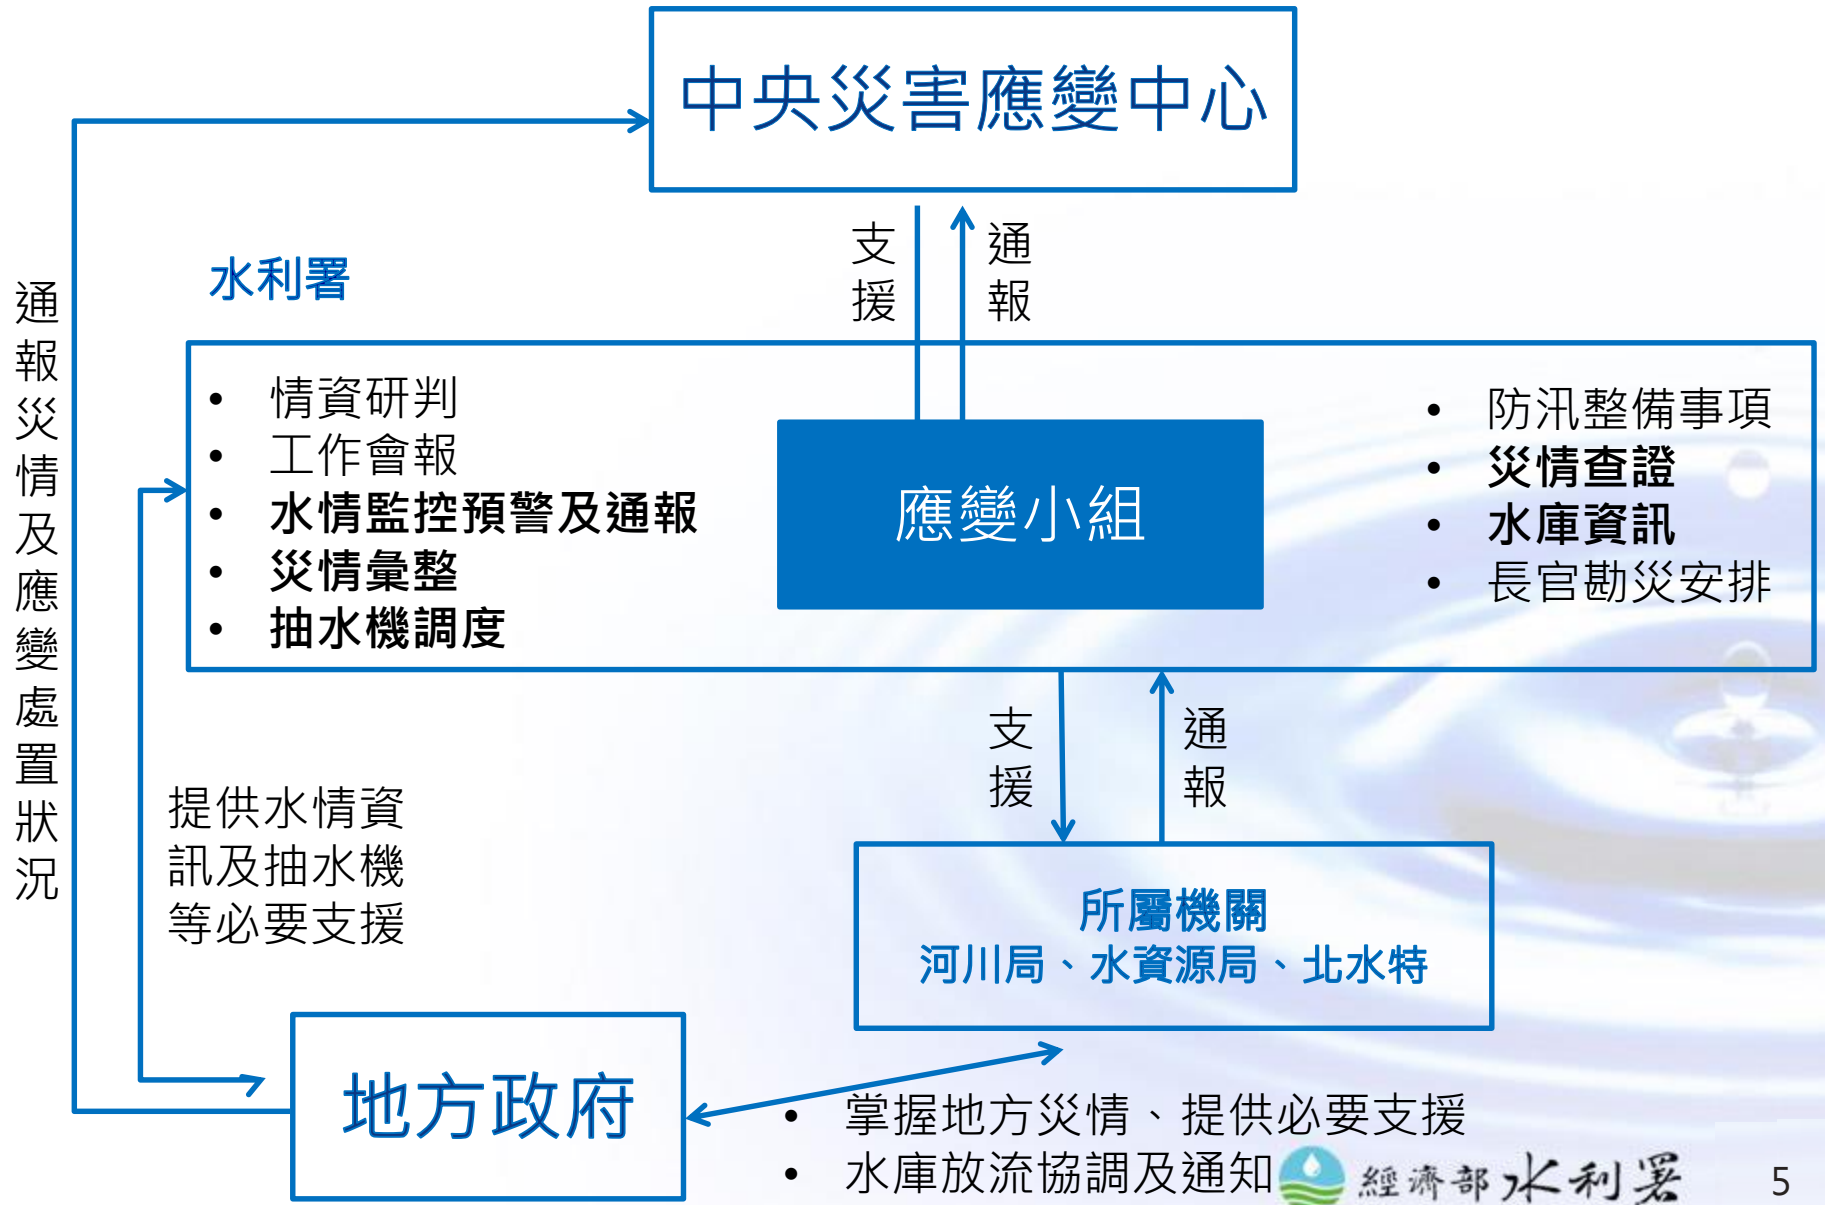 中央災害應變中心
支援
通報
水利署
通報災情及應變處置狀況
• 情資研判
• 工作會報
• 水情監控預警及通報
• 災情彙整
• 抽水機調度
應變小組
• 防汛整備事項
• 災情查證
• 水庫資訊
• 長官勘災安排
支援
通報
提供水情資
訊及抽水機
等必要支援
所屬機關
河川局、水資源局、北水特
地方政府
• 掌握地方災情、提供必要支援
• 水庫放流協調及通知
經濟部水利署
5